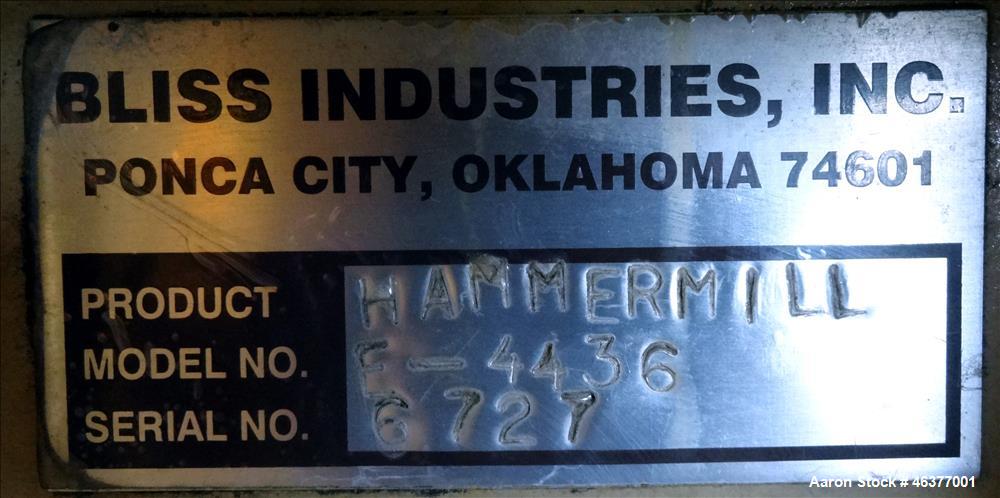 BLISS INDUSTRIES, INC.
PONCA CITY, OKLAHOMA 74601
PRODUCT HAMMERMILL
MODEL NO. E-4436
SERIAL NO. 6727
Aaron Stock # 46377001